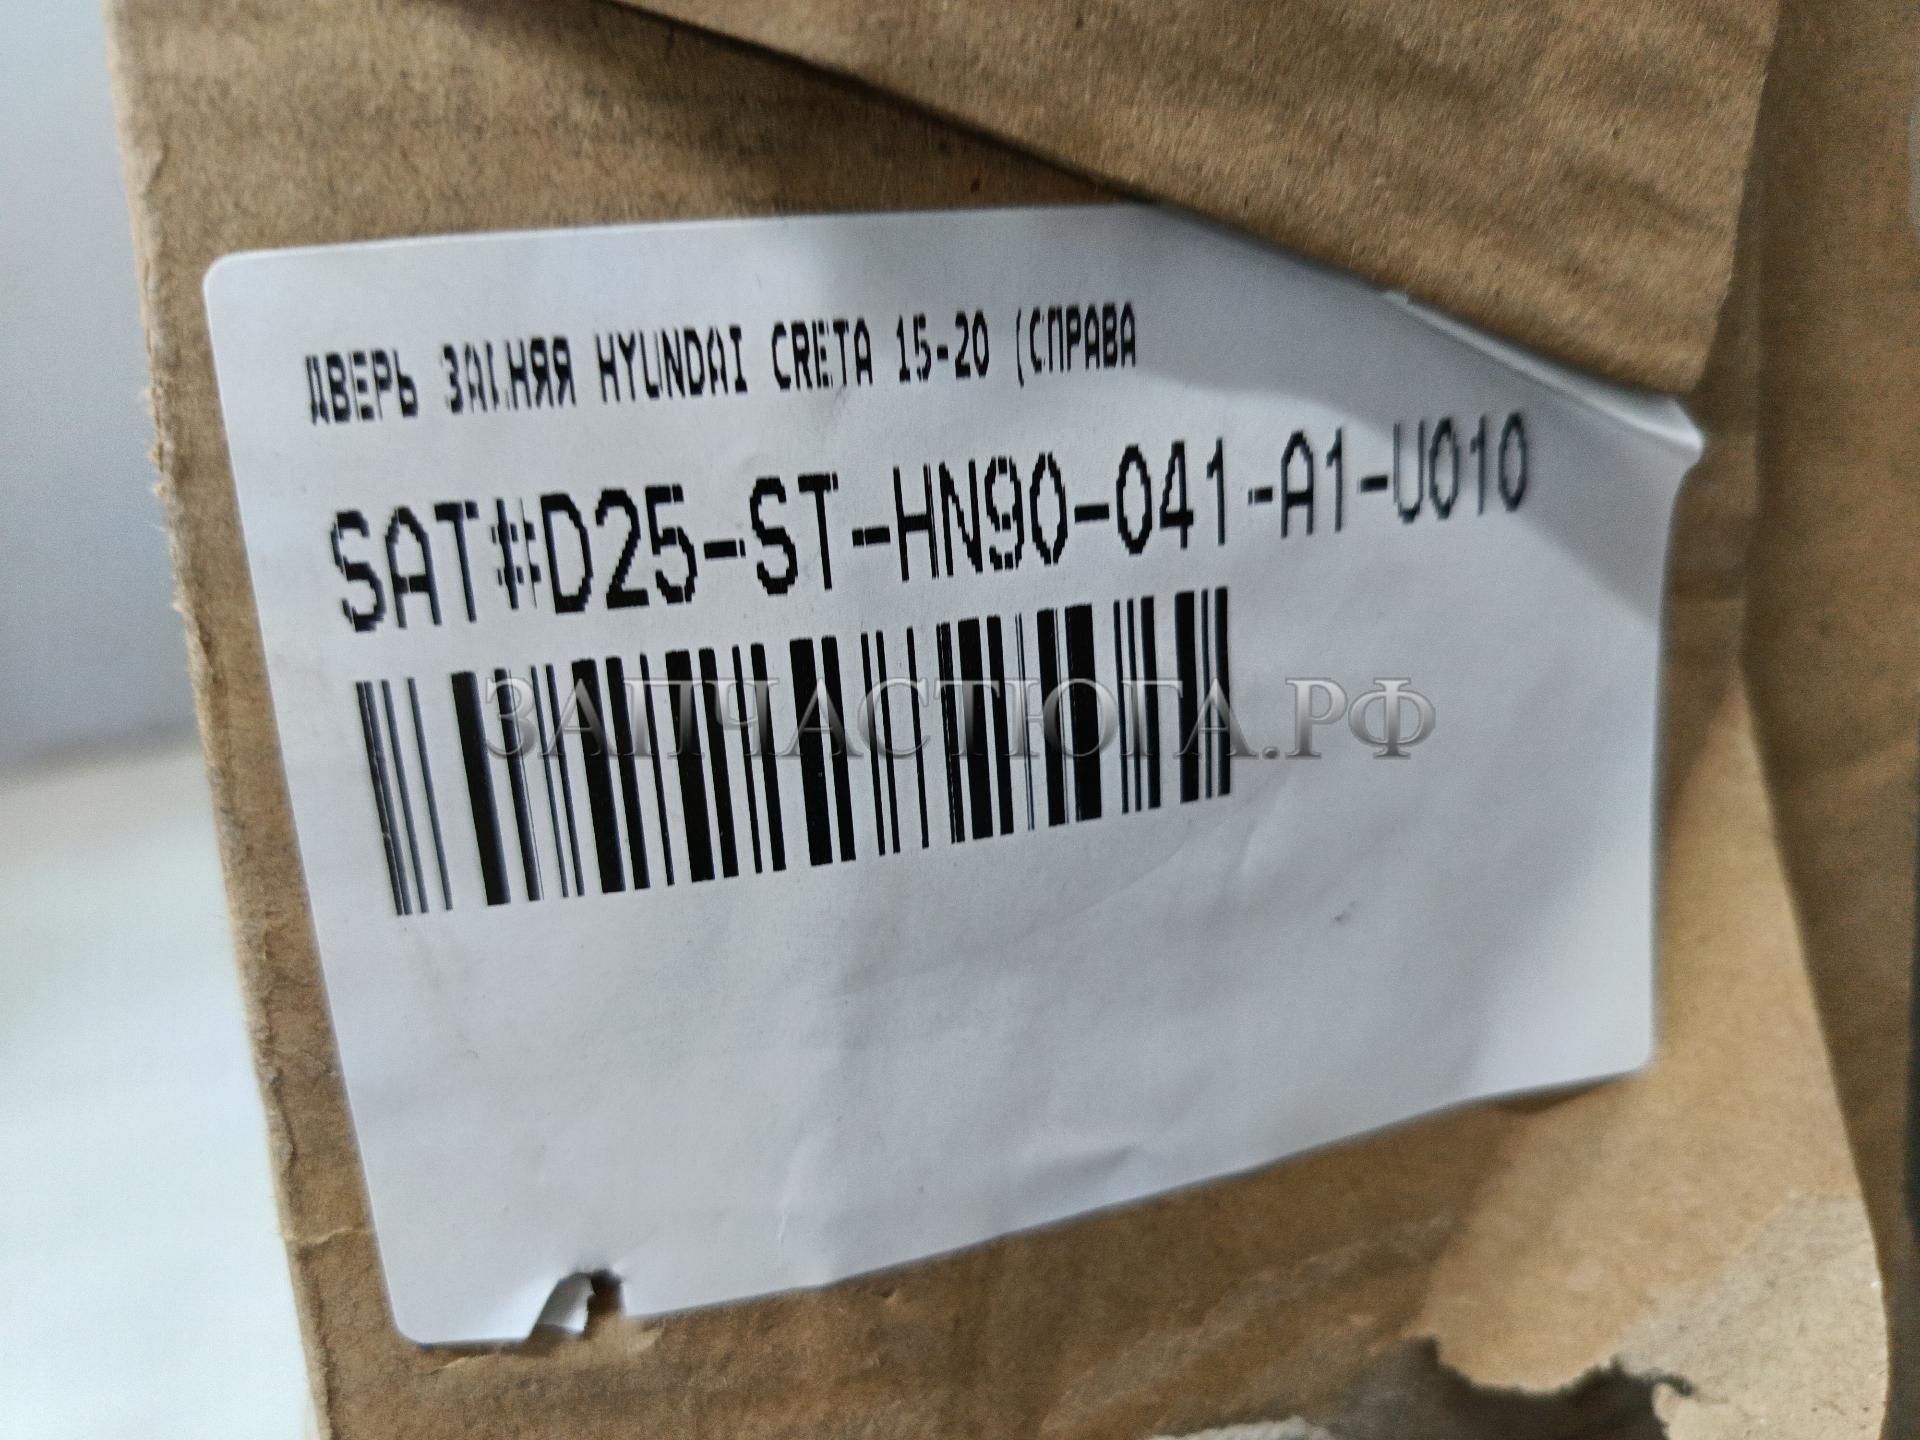 ДВЕРЬ ЗАДНЯЯ HYUNDAI CRETA 15-20 (СПРАВА
SAT#D25-ST-HN90-041-A1-U010
ЗАПЧАСТЮГА.РФ